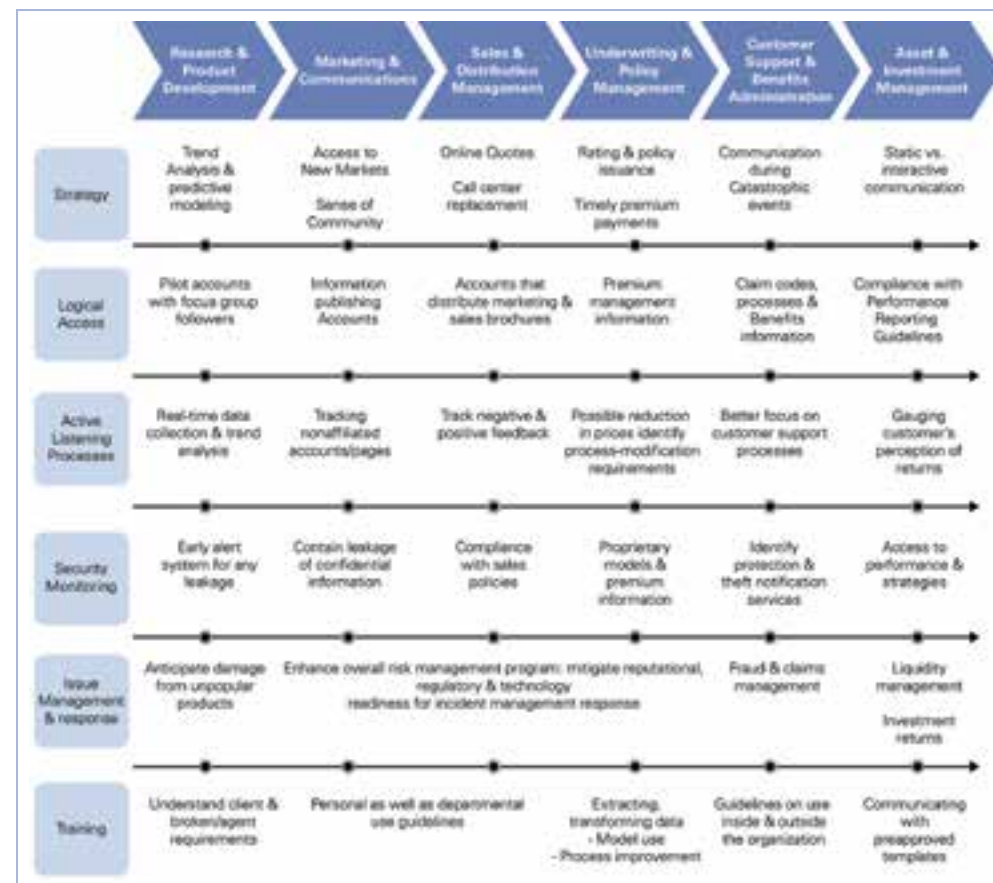 Research &
Product
Development
Marketing &
Communications
Sales &
Distribution
Management
Underwriting &
Policy
Management
Customer
Support &
Benefits
Administration
Asset &
Investment
Management
Strategy
Trend
Analysis &
predictive
modeling
Access to
New Markets
Sense of
Community
Online Quotes
Call center
replacement
Rating & policy
issuance
Timely premium
payments
Communication
during
Catastrophic
events
Static vs.
interactive
communication
Logical
Access
Pilot accounts
with focus group
followers
Information
publishing
Accounts
Accounts that
distribute marketing &
sales brochures
Premium
management
information
Claim codes,
processes &
Benefits
information
Compliance with
Performance
Reporting
Guidelines
Active
Listening
Processes
Real-time data
collection & trend
analysis
Tracking
nonaffiliated
accounts/pages
Track negative &
positive feedback
Possible reduction
in prices identify
process-modification
requirements
Better focus on
customer support
processes
Gauging
customer's
perception of
returns
Security
Monitoring
Early alert
system for any
leakage
Contain leakage
of confidential
information
Compliance
with sales
policies
Proprietary
models &
premium
information
Identify
protection &
theft notification
services
Access to
performance &
strategies
Issue
Management
& response
Anticipate damage
from unpopular
products
Enhance overall risk management program: mitigate reputational,
regulatory & technology
readiness for incident management response
Fraud & claims
management
Liquidity
management
Investment
returns
Training
Understand client &
broker/agent
requirements
Personal as well as departmental
use guidelines
Extracting,
transforming data
- Model use
- Process improvement
Guidelines on use
inside & outside
the organization
Communicating
with
preapproved
templates